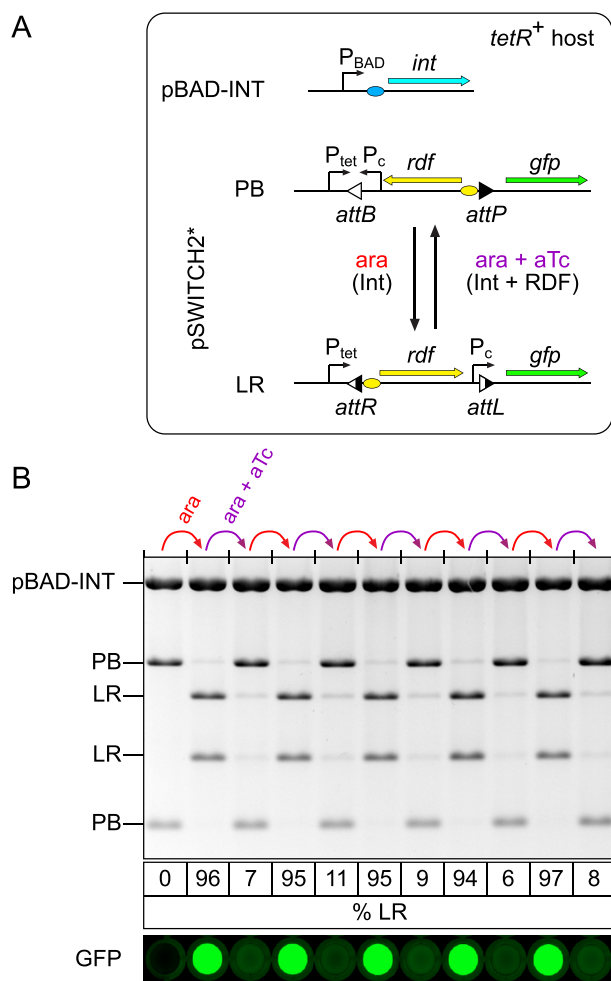 A
tetR+ host
PBAD
int
pBAD-INT
Ptet
Pc
rdf
gfp
PB
attB
attP
ara
(Int)
ara + aTc
(Int + RDF)
pSWITCH2*
Ptet
rdf
Pc
gfp
LR
attR
attL
B
ara
ara + aTc
pBAD-INT
PB
LR
LR
PB
0 96 7 95 11 95 9 94 6 97 8
% LR
GFP